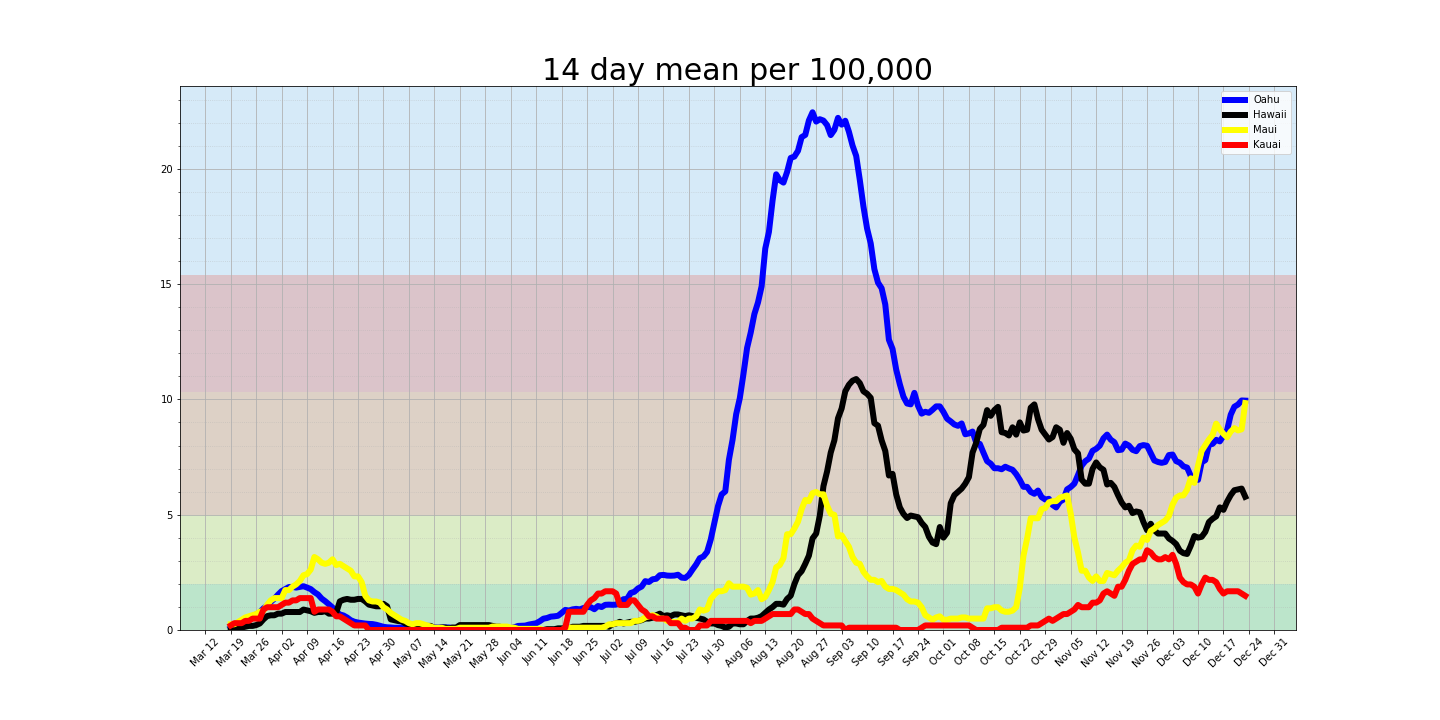 14 day mean per 100,000
Oahu
Hawaii
Maui
Kauai
20
15
10
5
0
Mar 12 Mar 19 Mar 26 Apr 02 Apr 09 Apr 16 Apr 23 Apr 30 May 07 May 14 May 21 May 28 Jun 04 Jun 11 Jun 18 Jun 25 Jul 02 Jul 09 Jul 16 Jul 23 Jul 30 Aug 06 Aug 13 Aug 20 Aug 27 Sep 03 Sep 10 Sep 17 Sep 24 Oct 01 Oct 08 Oct 15 Oct 22 Oct 29 Nov 05 Nov 12 Nov 19 Nov 26 Dec 03 Dec 10 Dec 17 Dec 24 Dec 31